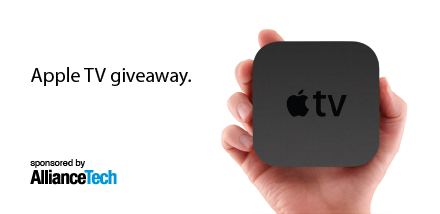 Apple TV giveaway.
tv
sponsored by
AllianceTech